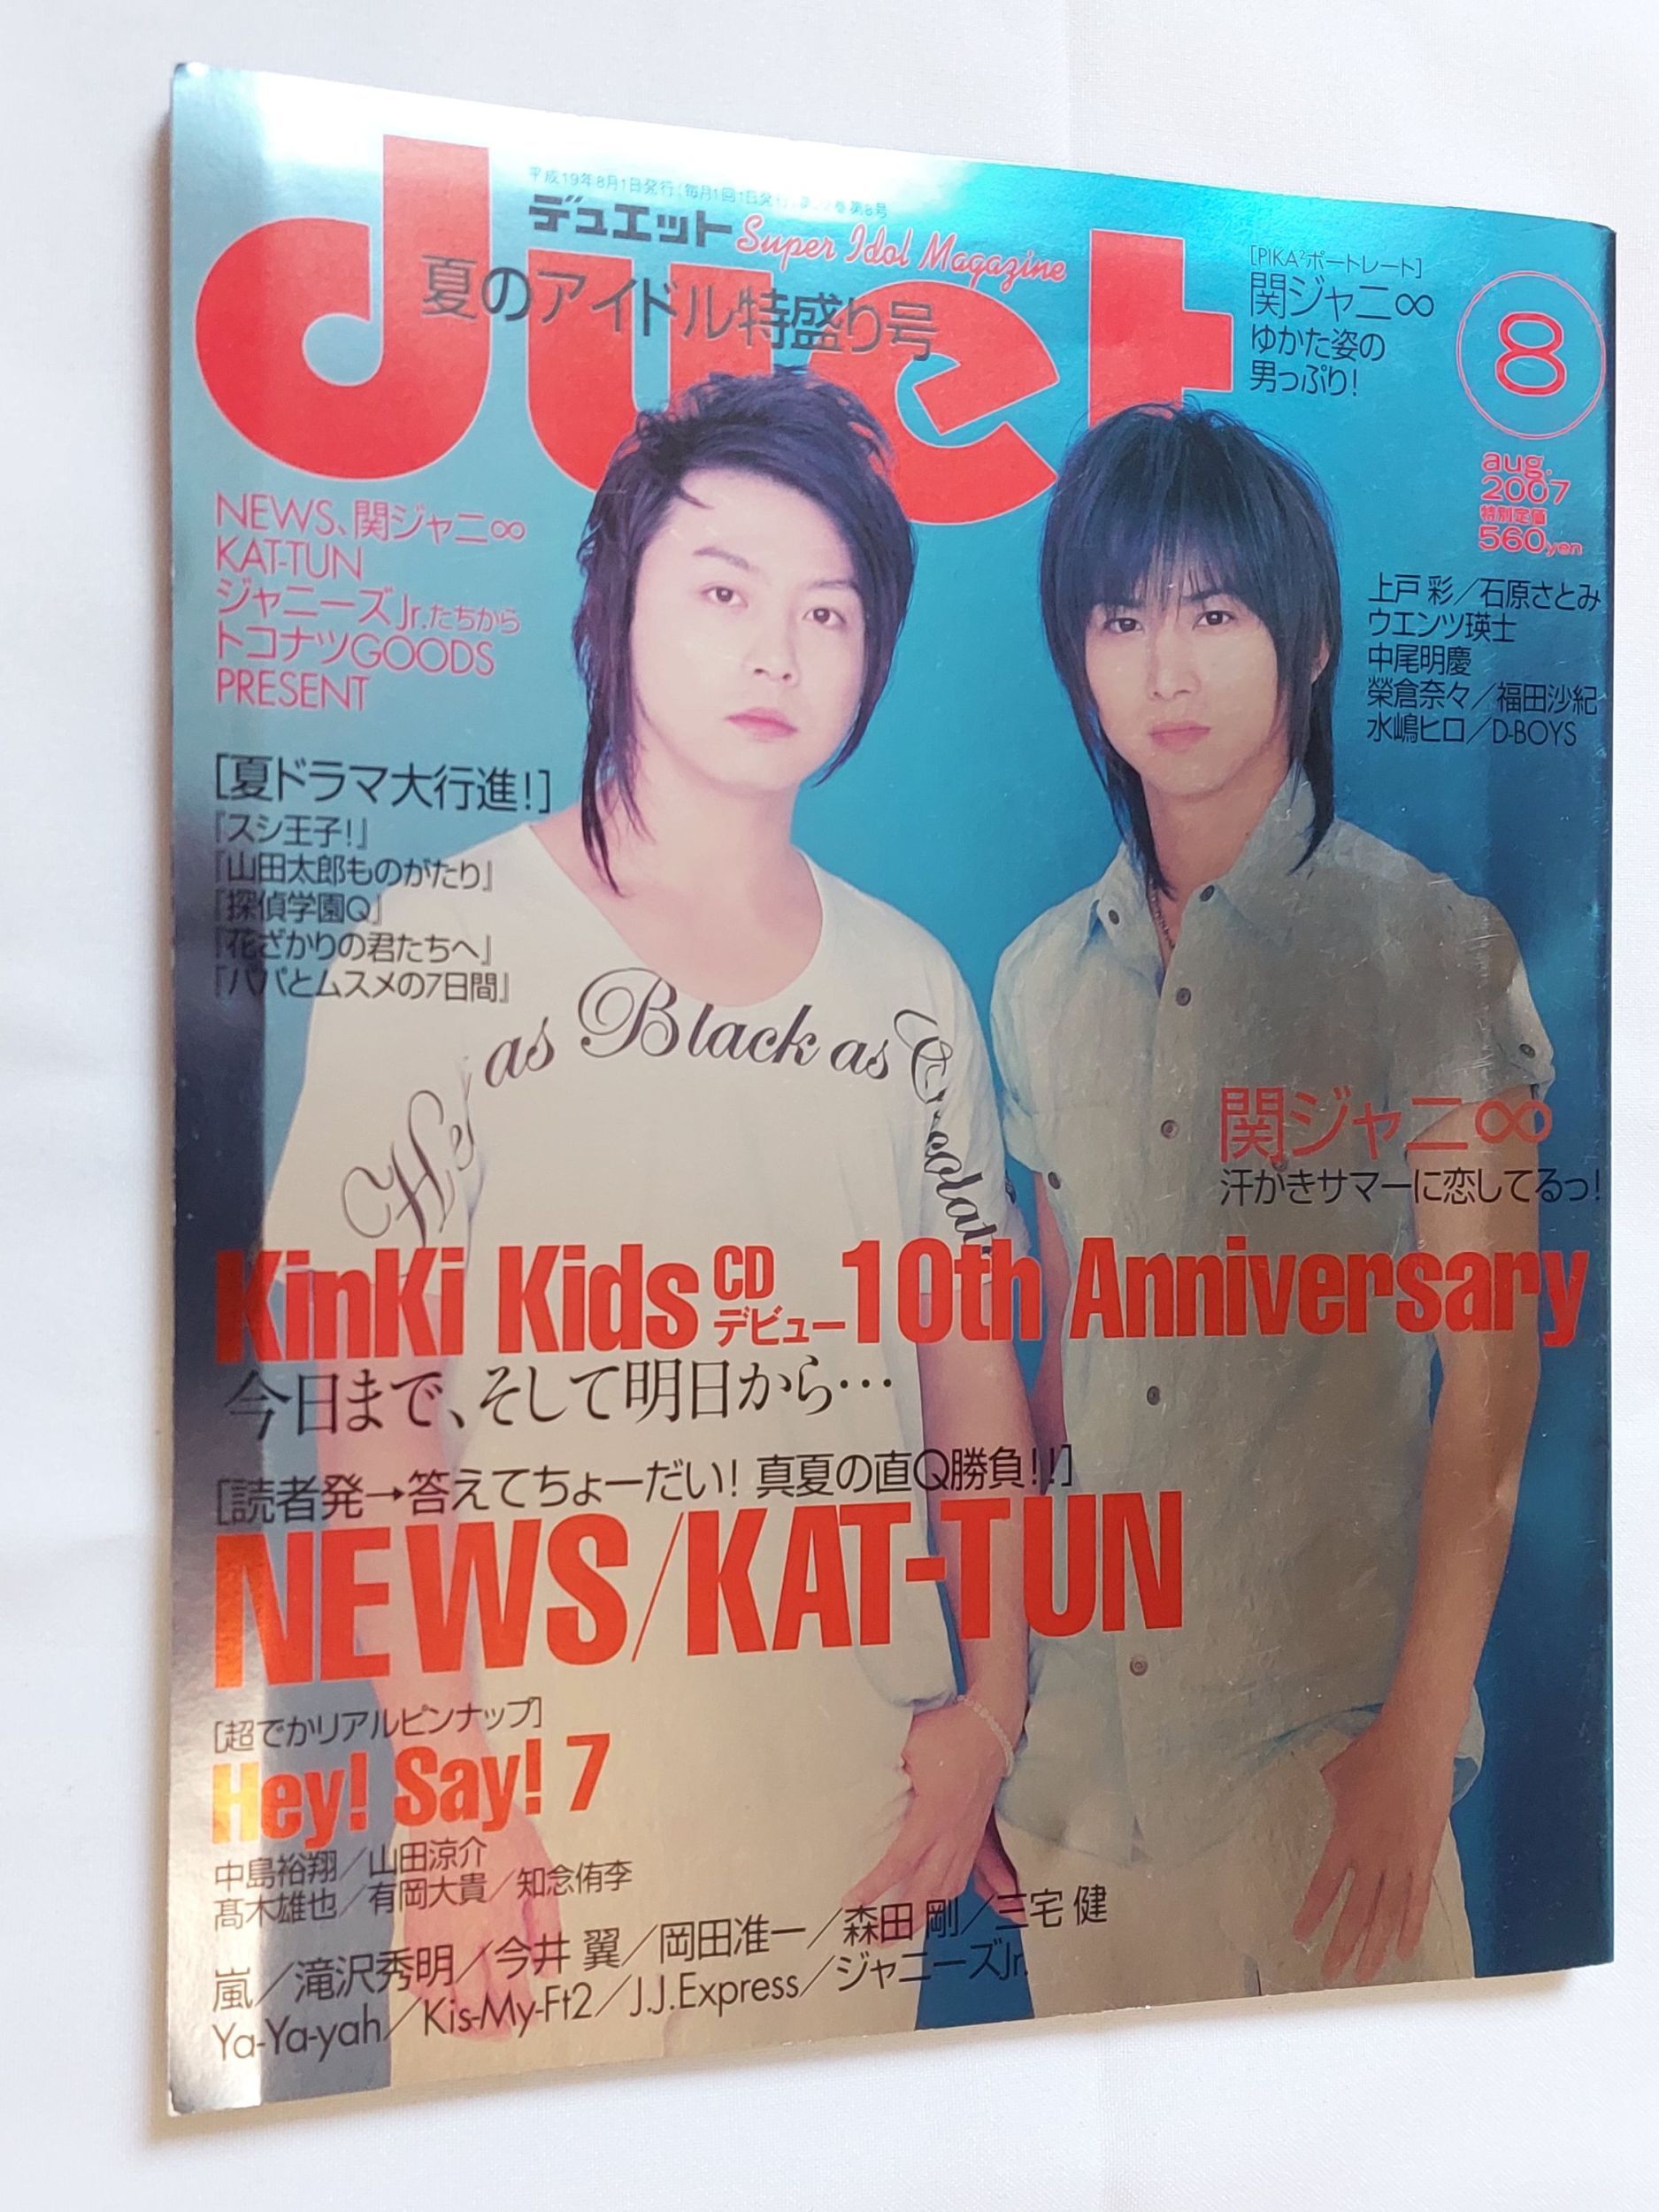 平成19年8月1日発行(毎月1回1日発行)
デュエット Super Idol Magazine
duet
夏のアイドル特盛り号
[PIKA²ポートレート]
関ジャニ∞
ゆかた姿の
男っぷり!
8
aug.
2007
特別定価
560yen
NEWS、関ジャニ∞
KAT-TUN
ジャニーズJr.たちから
トコナツGOODS
PRESENT
上戸 彩/石原さとみ
ウエンツ瑛士
中尾明慶
榮倉奈々/福田沙紀
水嶋ヒロ/D-BOYS
[夏ドラマ大行進!]
『スシ王子!』
『山田太郎ものがたり』
『探偵学園Q』
『花ざかりの君たちへ』
『パパとムスメの7日間』
as Black as
関ジャニ∞
汗かきサマーに恋してるっ!
KinKi Kids CDデビュー10th Anniversary
今日まで、そして明日から…
[読者発→答えてちょーだい! 真夏の直Q勝負!!]
NEWS/KAT-TUN
[超でかリアルピンナップ]
Hey! Say! 7
中島裕翔/山田涼介
髙木雄也/有岡大貴/知念侑李
嵐/滝沢秀明/今井 翼/岡田准一/森田 剛/三宅 健
Ya-Ya-yah/Kis-My-Ft2/J.J.Express/ジャニーズJr.